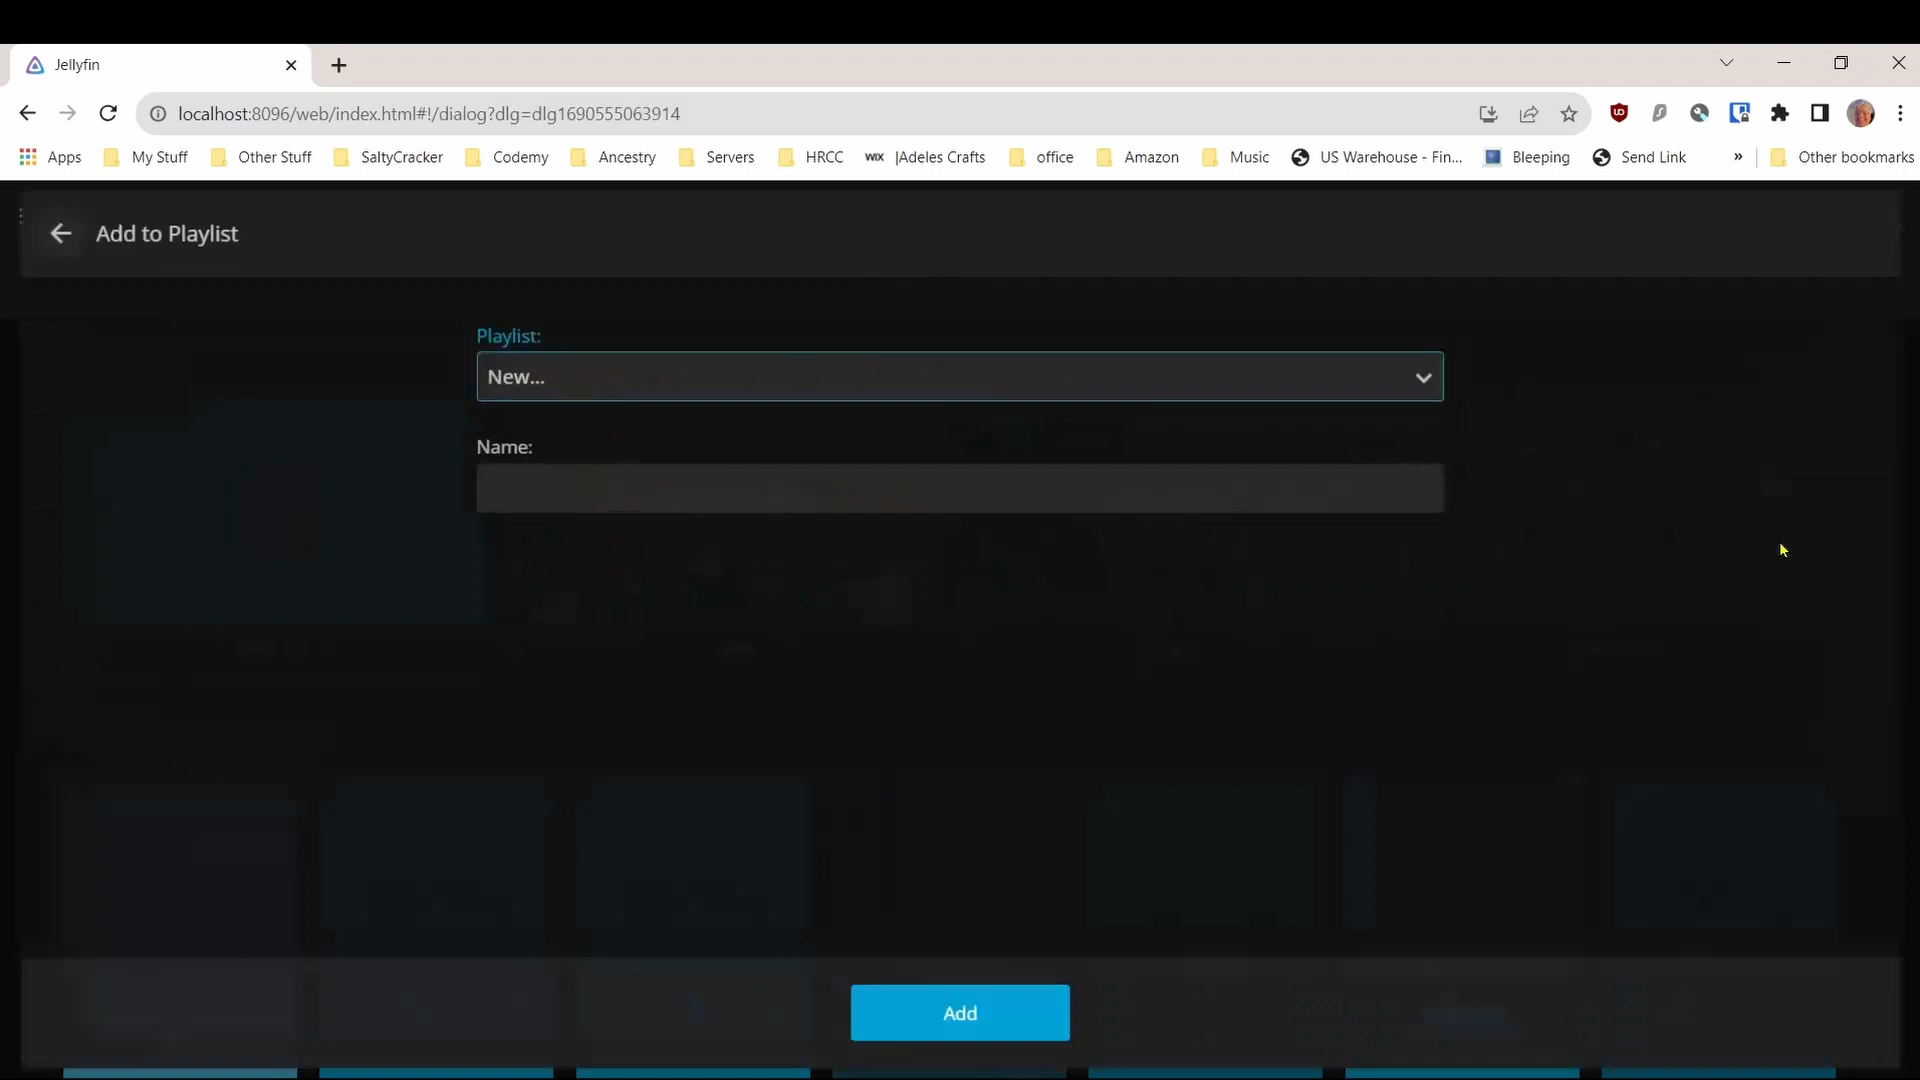 Jellyfin
localhost:8096/web/index.html#!/dialog?dlg=dlg1690555063914
Apps My Stuff Other Stuff SaltyCracker Codemy Ancestry Servers HRCC WIX |Adeles Crafts office Amazon Music US Warehouse - Fin... Bleeping Send Link » Other bookmarks
Add to Playlist
Playlist:
New...
Name:
Add